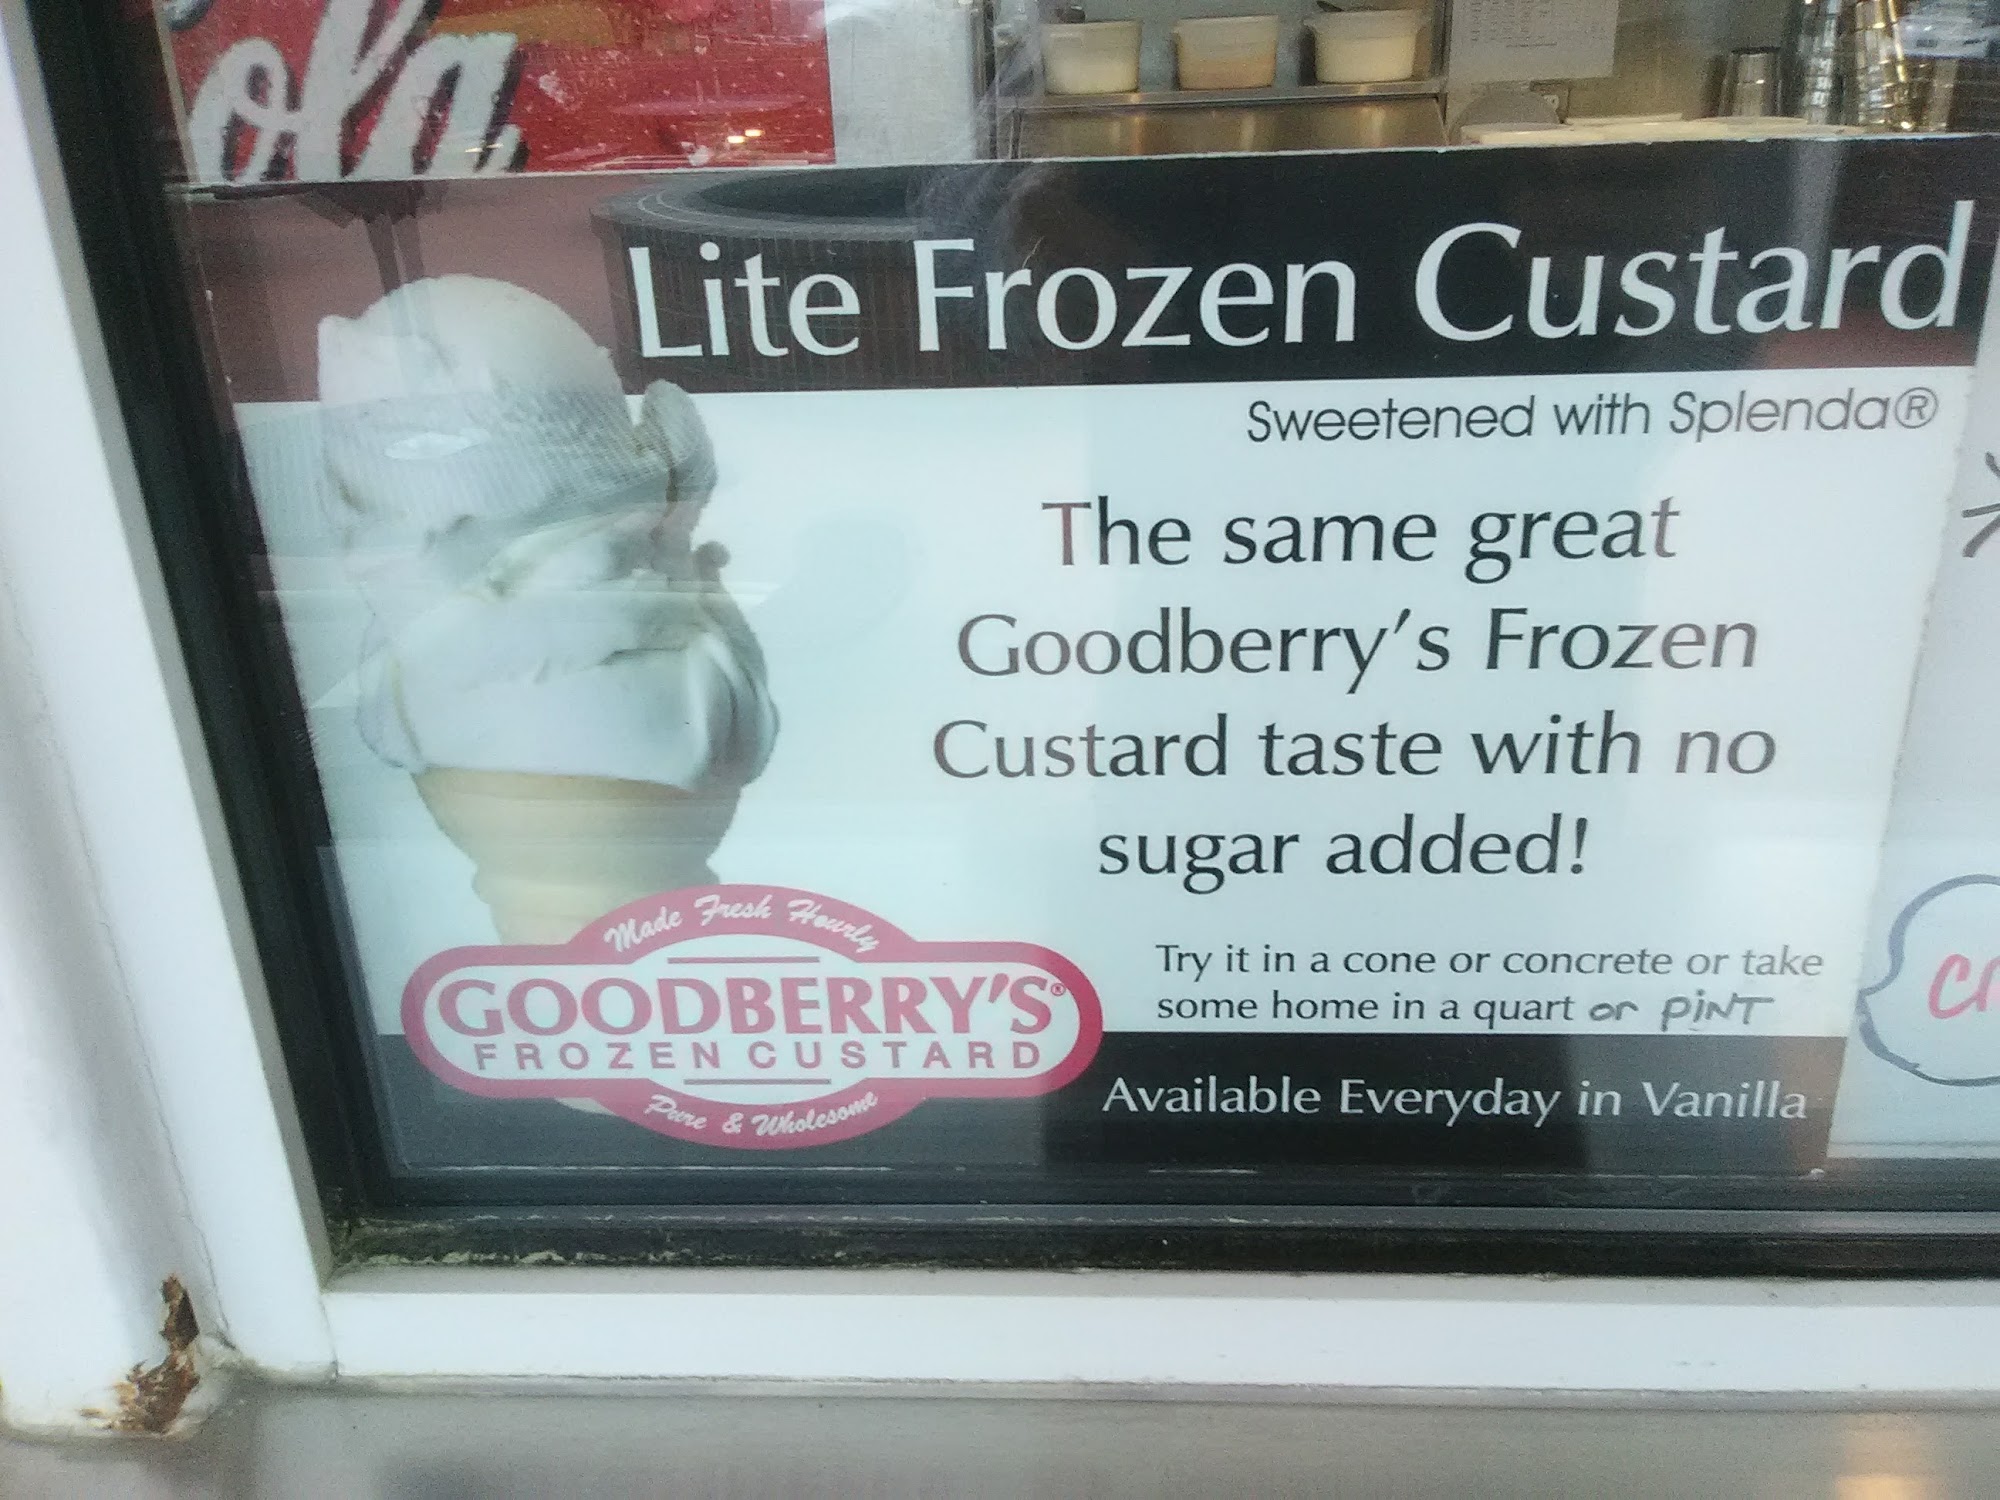 ola
Lite Frozen Custard
Sweetened with Splenda®
The same great
Goodberry's Frozen
Custard taste with no
sugar added!
Try it in a cone or concrete or take
some home in a quart or PiNT
Available Everyday in Vanilla
Made Fresh Hourly
GOODBERRY'S®
FROZEN CUSTARD
Pure & Wholesome